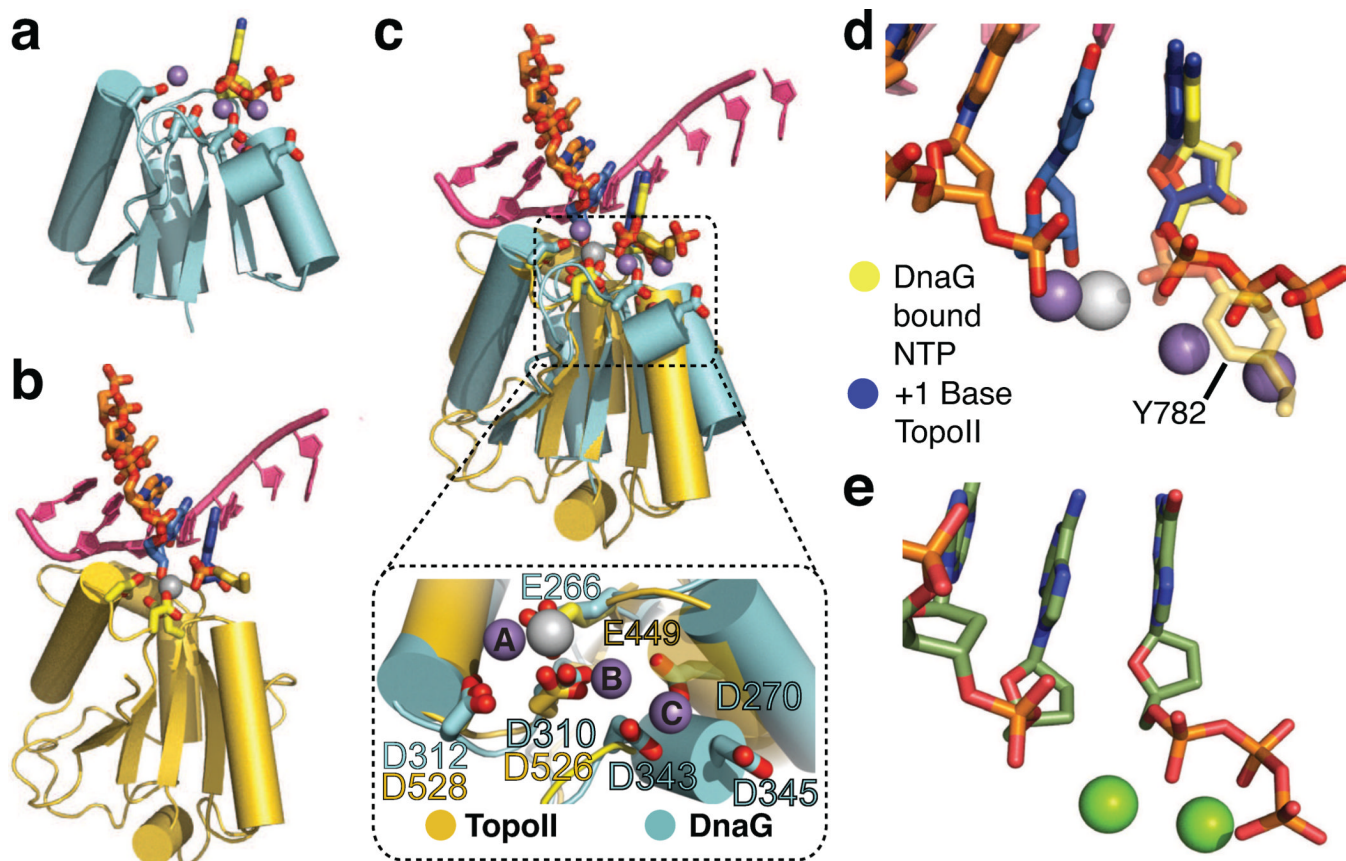 a
b
c
E266
A
E449
B
C
D270
D310
D312
D526
D343
D528
D345
TopoII
DnaG
d
DnaG
bound
NTP
+1 Base
TopoII
Y782
e